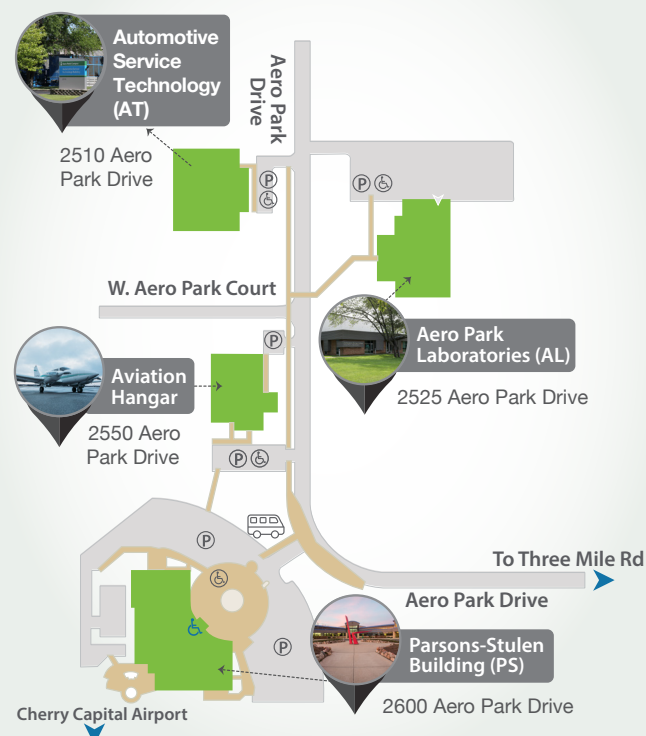 Automotive
Service
Technology
(AT)
2510 Aero
Park Drive
Aero Park
Drive
P
P
W. Aero Park Court
P
Aero Park
Laboratories (AL)
2525 Aero Park Drive
Aviation
Hangar
2550 Aero
Park Drive
P
P
To Three Mile Rd
Aero Park Drive
P
Parsons-Stulen
Building (PS)
2600 Aero Park Drive
Cherry Capital Airport